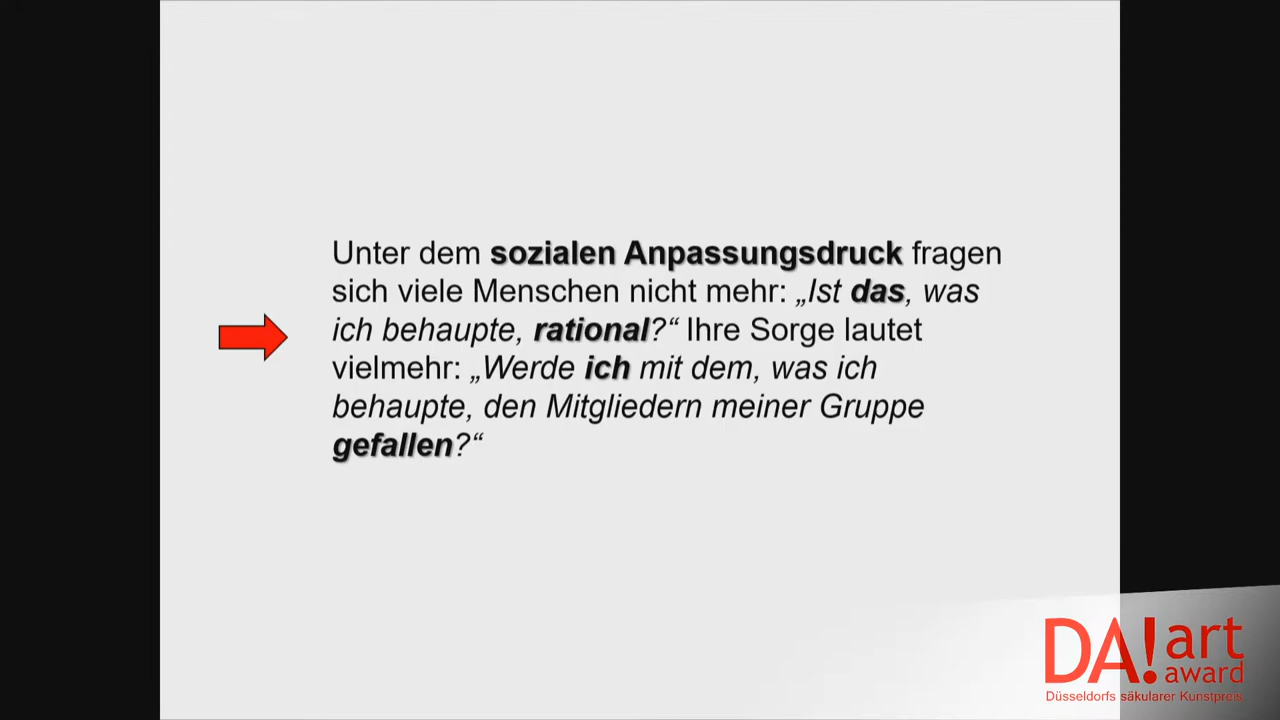 Unter dem sozialen Anpassungsdruck fragen
sich viele Menschen nicht mehr: „Ist das, was
ich behaupte, rational?“ Ihre Sorge lautet
vielmehr: „Werde ich mit dem, was ich
behaupte, den Mitgliedern meiner Gruppe
gefallen?“
DA!art
award
Düsseldorfs säkularer Kunstpreis